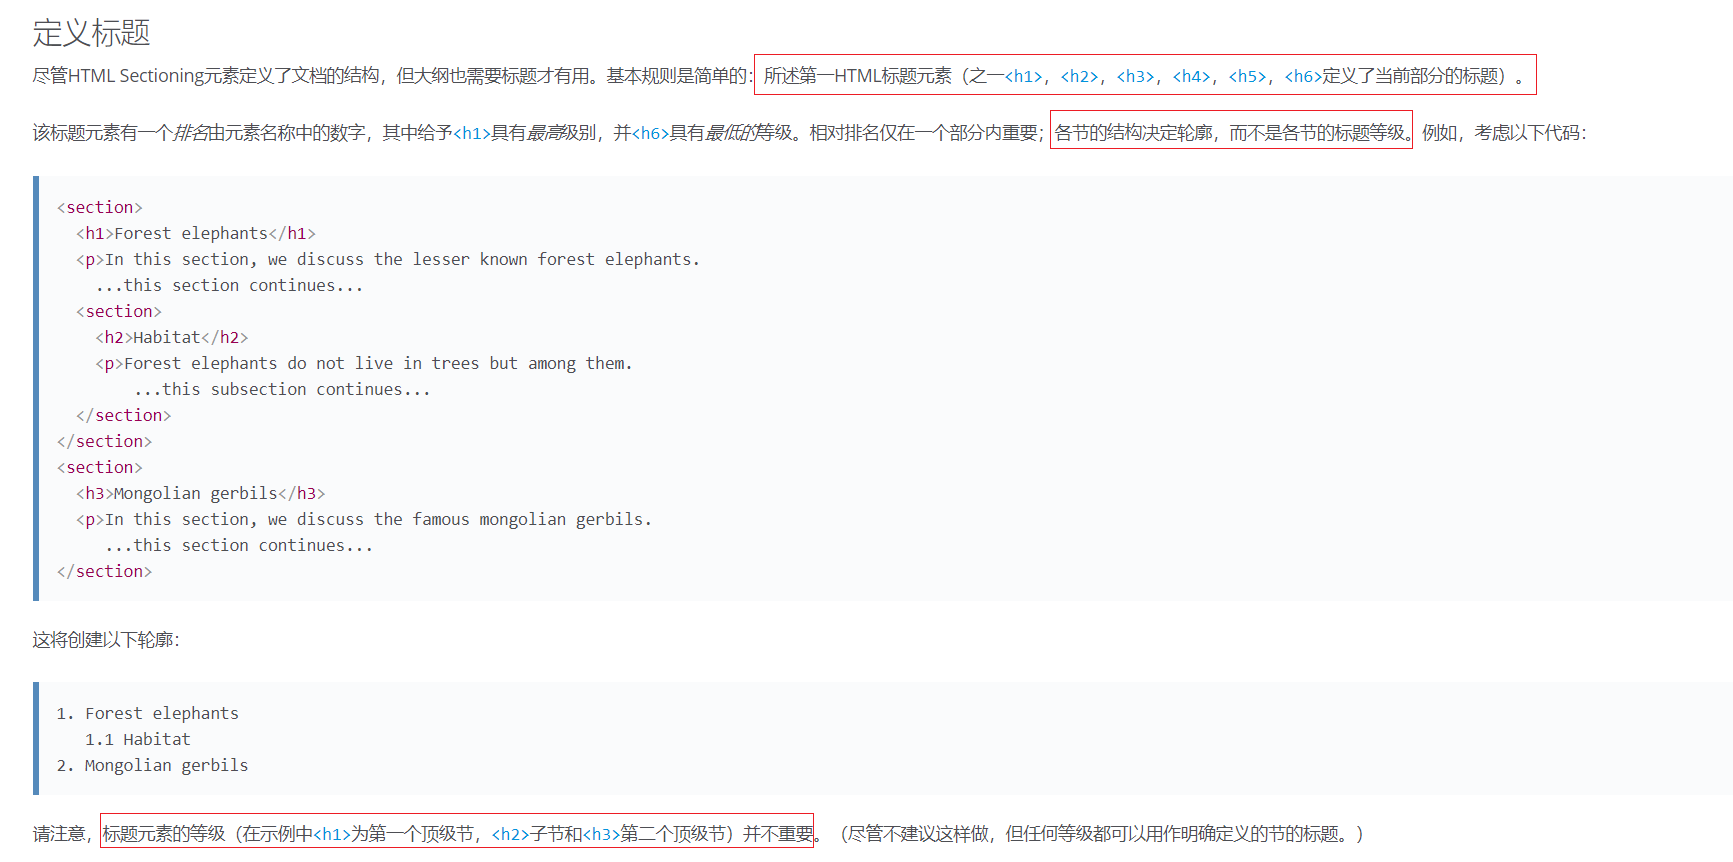 定义标题
尽管HTML Sectioning元素定义了文档的结构，但大纲也需要标题才有用。基本规则是简单的：所述第一HTML标题元素（之一<h1>，<h2>，<h3>，<h4>，<h5>，<h6>定义了当前部分的标题）。
该标题元素有一个排名由元素名称中的数字，其中给予<h1>具有最高级别，并<h6>具有最低的等级。相对排名仅在一个部分内重要；各节的结构决定轮廓，而不是各节的标题等级。例如，考虑以下代码：
<section>
  <h1>Forest elephants</h1>
  <p>In this section, we discuss the lesser known forest elephants.
    ...this section continues...
  <section>
    <h2>Habitat</h2>
    <p>Forest elephants do not live in trees but among them.
        ...this subsection continues...
  </section>
</section>
<section>
  <h3>Mongolian gerbils</h3>
  <p>In this section, we discuss the famous mongolian gerbils.
     ...this section continues...
</section>
这将创建以下轮廓：
1. Forest elephants
   1.1 Habitat
2. Mongolian gerbils
请注意，标题元素的等级（在示例中<h1>为第一个顶级节，<h2>子节和<h3>第二个顶级节）并不重要。（尽管不建议这样做，但任何等级都可以用作明确定义的节的标题。）